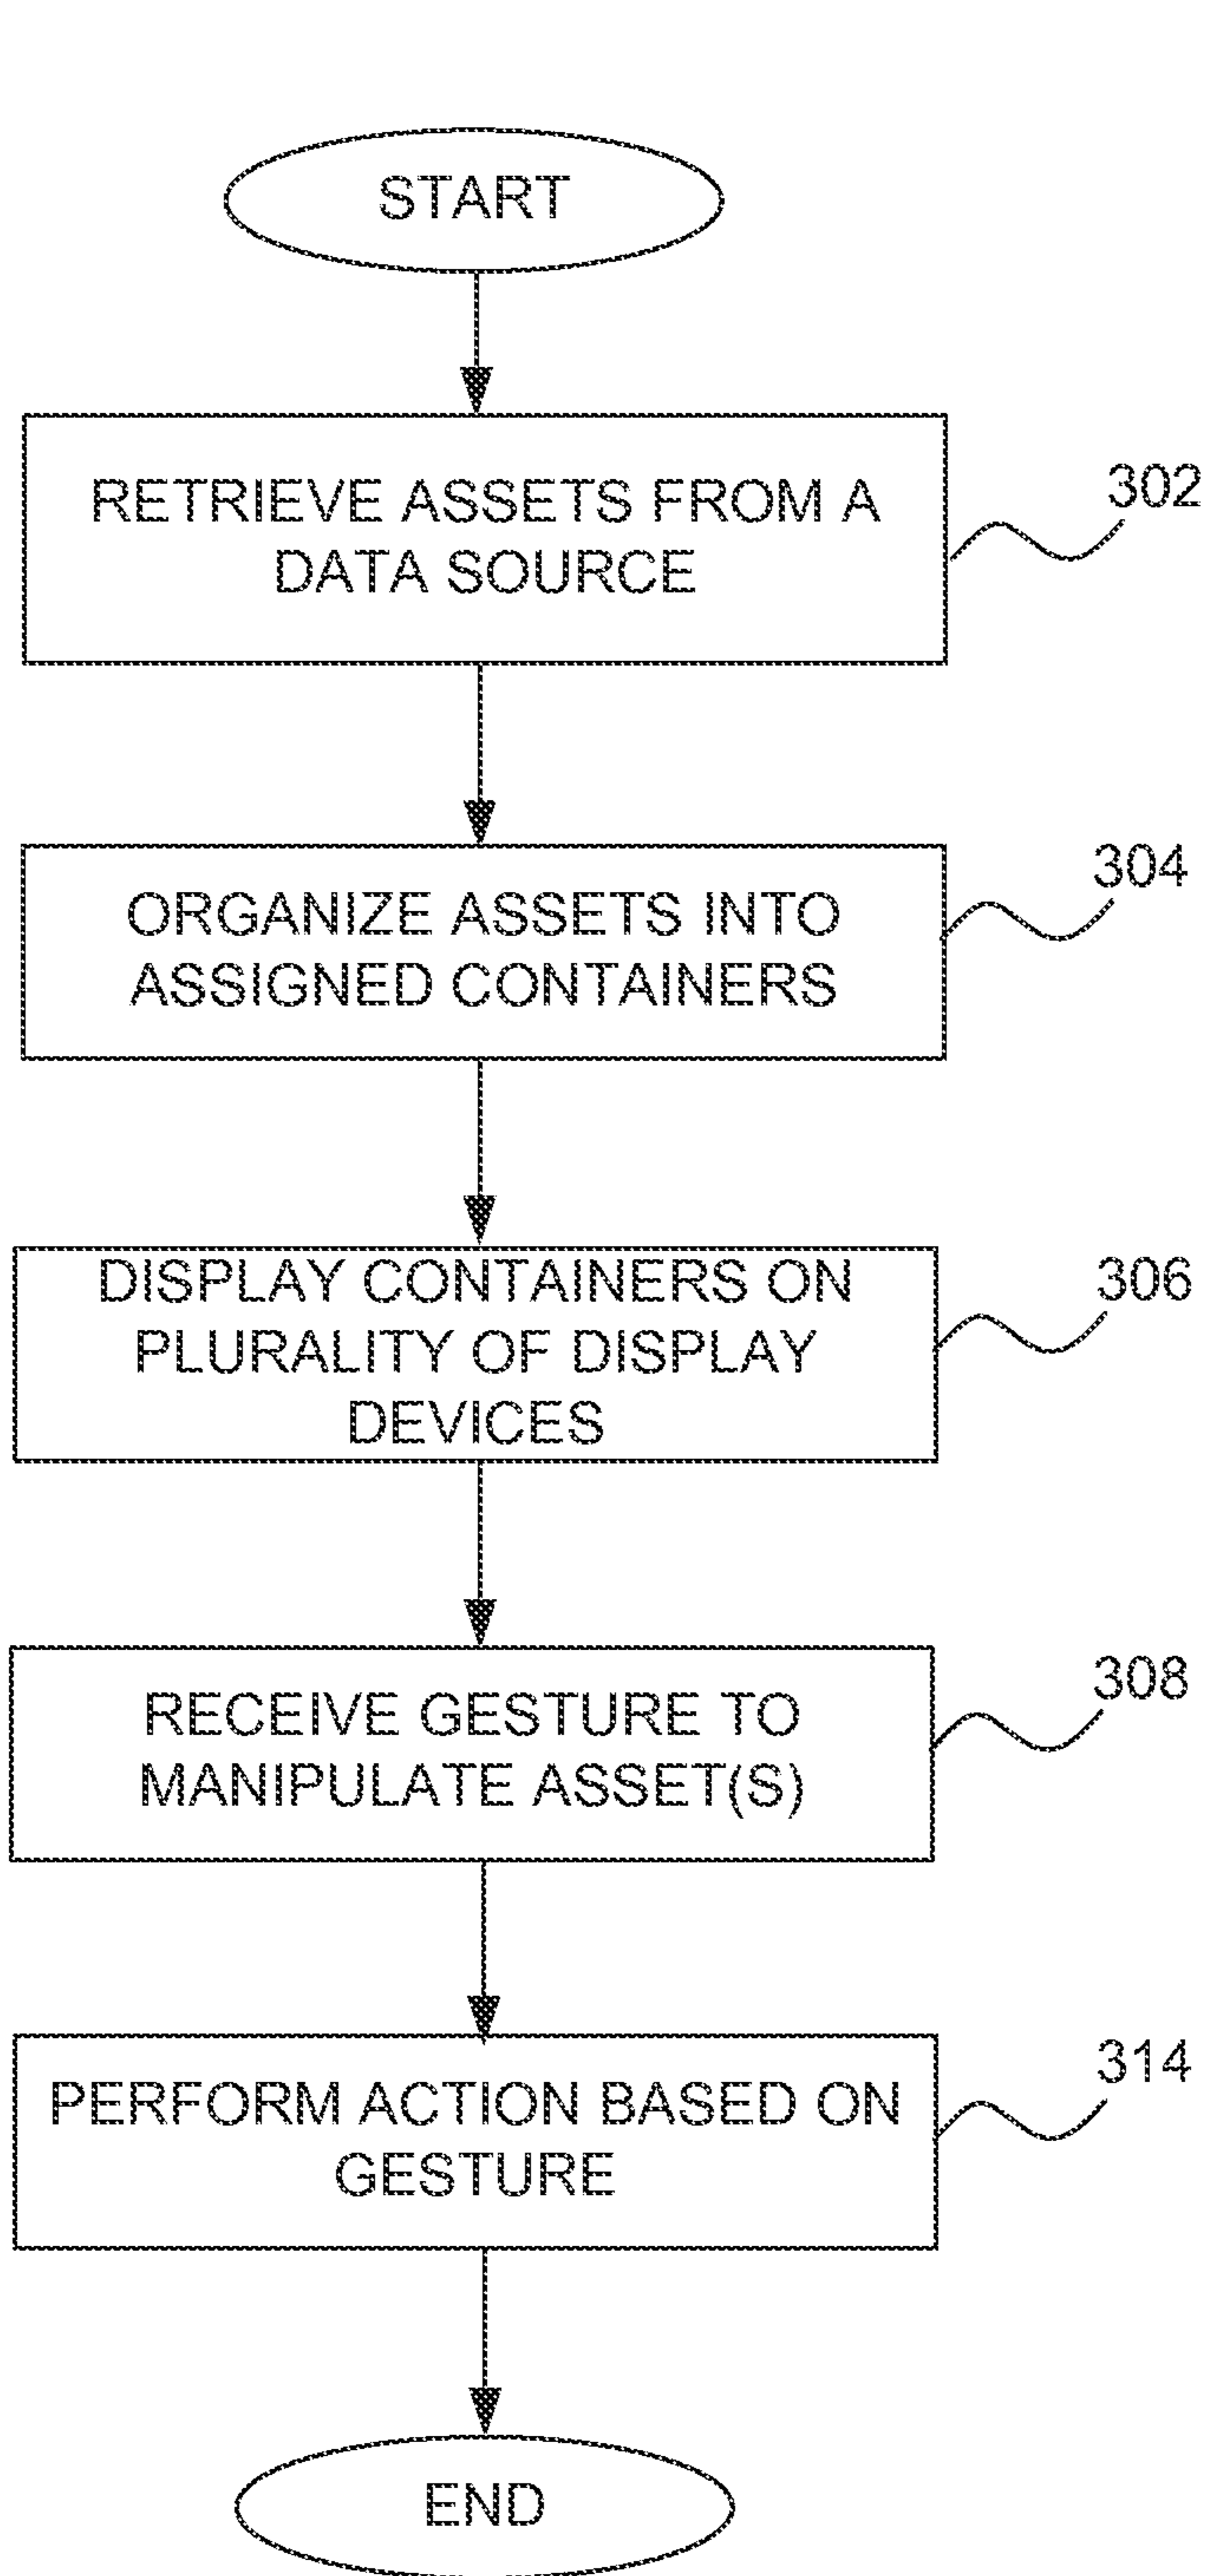 START
RETRIEVE ASSETS FROM A
DATA SOURCE
302
ORGANIZE ASSETS INTO
ASSIGNED CONTAINERS
304
DISPLAY CONTAINERS ON
PLURALITY OF DISPLAY
DEVICES
306
RECEIVE GESTURE TO
MANIPULATE ASSET(S)
308
PERFORM ACTION BASED ON
GESTURE
314
END